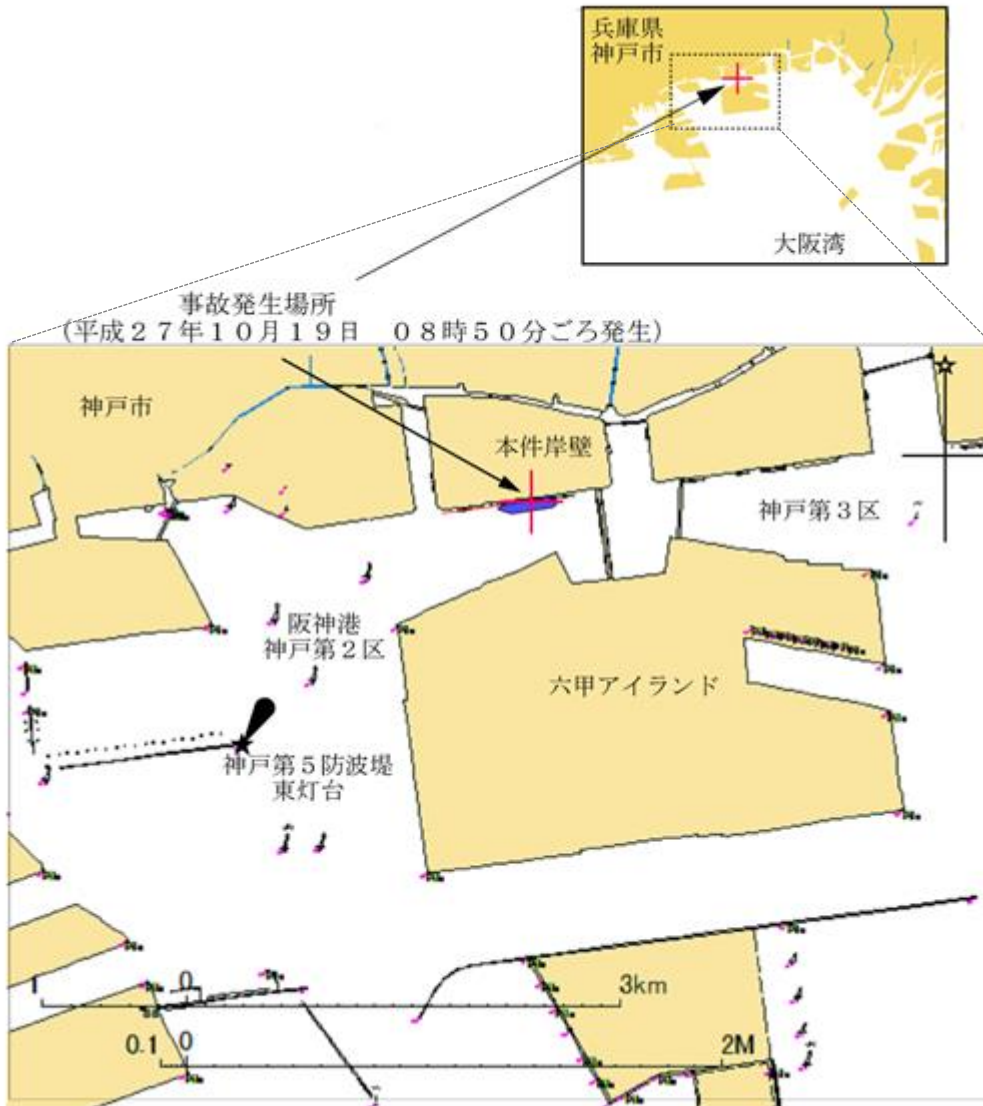 兵庫県
神戸市
大阪湾
事故発生場所
(平成２７年１０月１９日　０８時５０分ごろ発生)
神戸市
本件岸壁
神戸第３区
阪神港
神戸第２区
六甲アイランド
神戸第５防波堤
東灯台
1 0 3km
0.1 0 2M